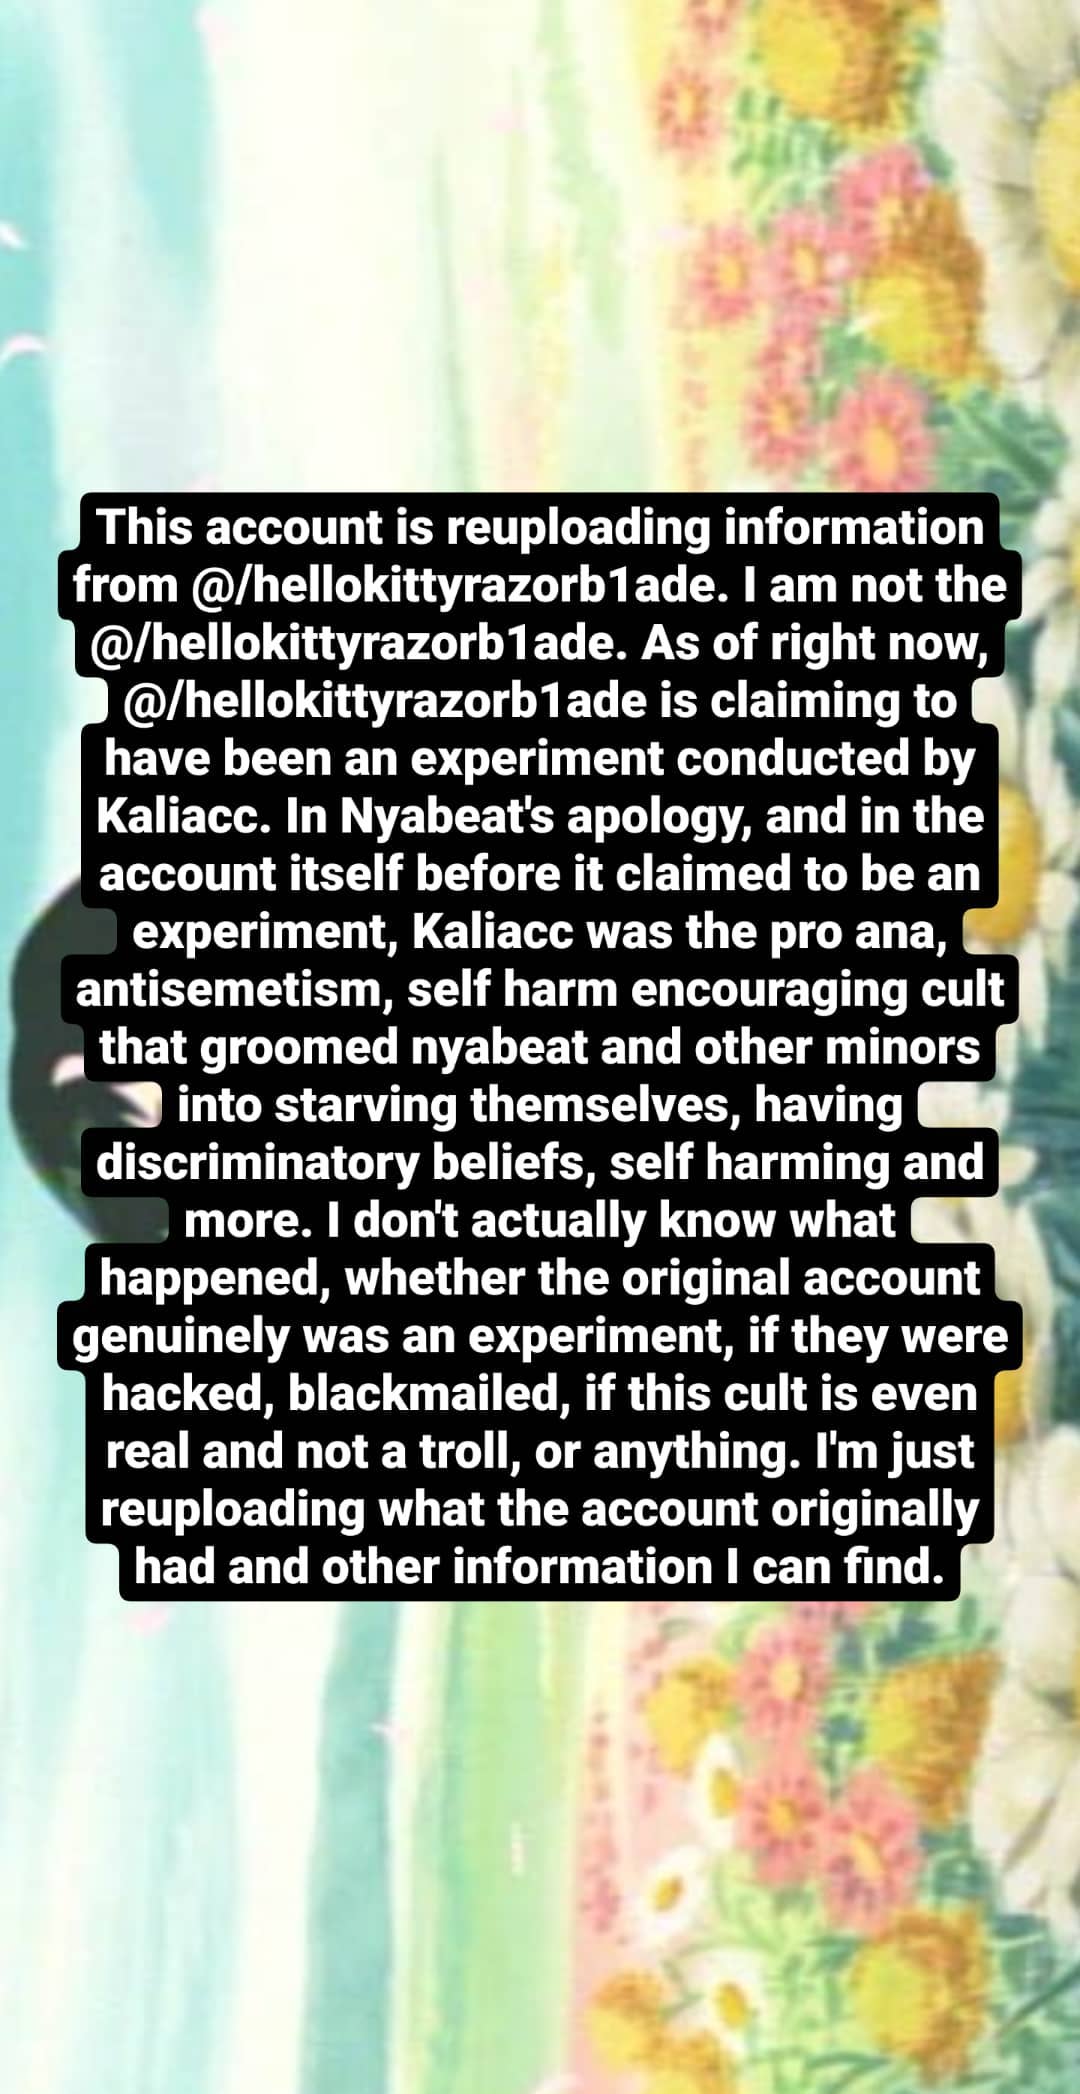 This account is reuploading information
from @/hellokittyrazorb1ade. I am not the
@/hellokittyrazorb1ade. As of right now,
@/hellokittyrazorb1ade is claiming to
have been an experiment conducted by
Kaliacc. In Nyabeat's apology, and in the
account itself before it claimed to be an
experiment, Kaliacc was the pro ana,
antisemetism, self harm encouraging cult
that groomed nyabeat and other minors
into starving themselves, having
discriminatory beliefs, self harming and
more. I don't actually know what
happened, whether the original account
genuinely was an experiment, if they were
hacked, blackmailed, if this cult is even
real and not a troll, or anything. I'm just
reuploading what the account originally
had and other information I can find.